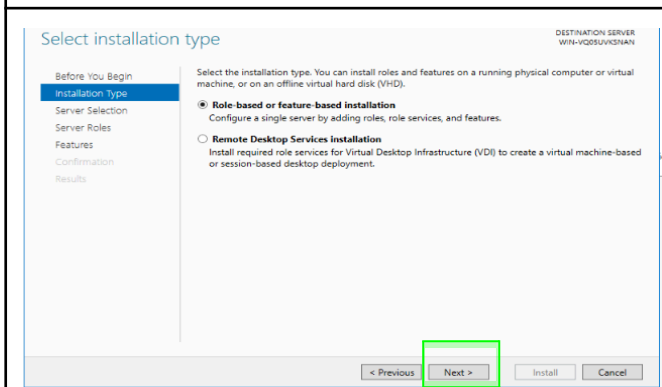 Select installation type
DESTINATION SERVER
WIN-VQ05UVKSNAN
Before You Begin
Installation Type
Server Selection
Server Roles
Features
Confirmation
Results
Select the installation type. You can install roles and features on a running physical computer or virtual
machine, or on an offline virtual hard disk (VHD).
Role-based or feature-based installation
Configure a single server by adding roles, role services, and features.
Remote Desktop Services installation
Install required role services for Virtual Desktop Infrastructure (VDI) to create a virtual machine-based
or session-based desktop deployment.
< Previous
Next >
Install
Cancel